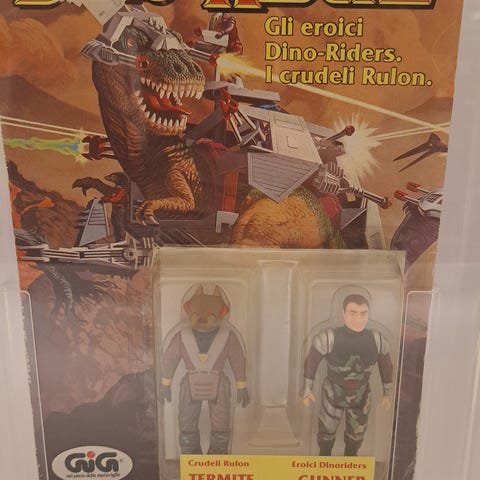 Gli eroici
Dino-Riders.
I crudeli Rulon.
GiG
Crudeli Rulon
TERMITE
Eroici Dinoriders
GUNNER